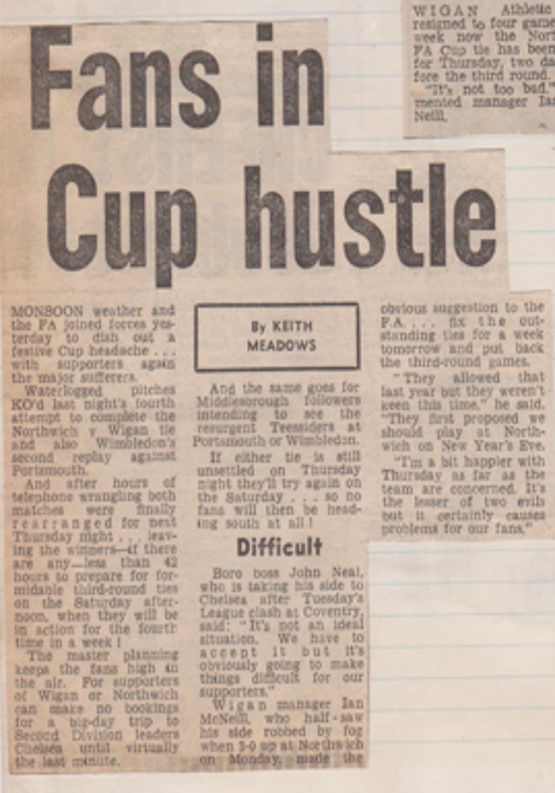 Fans in
Cup hustle
MONSOON weather and
the FA joined forces yes-
terday to dish out a
festive Cup headache . . .
with supporters again
the major sufferers.
Waterlogged pitches
KO'd last night's fourth
attempt to complete the
Northwich v Wigan tie
and also Wimbledon's
second replay against
Portsmouth.
And after hours of
telephone wrangling both
matches were finally
rearranged for next
Thursday night . . . leav-
ing the winners—if there
are any—less than 42
hours to prepare for for-
midable third-round ties
on the Saturday after-
noon, when they will be
in action for the fourth
time in a week!
The master planning
keeps the fans high in
the air. For supporters
of Wigan or Northwich
can make no bookings
for a big-day trip to
Second Division leaders
Chelsea until virtually
the last minute.
By KEITH
MEADOWS
And the same goes for
Middlesbrough followers
intending to see the
resurgent Teessiders at
Portsmouth or Wimbledon.
If either tie is still
unsettled on Thursday
night they'll try again on
the Saturday . . . so no
fans will then be head-
ing south at all!
Difficult
Boro boss John Neal,
who is taking his side to
Chelsea after Tuesday's
League clash at Coventry,
said: "It's not an ideal
situation. We have to
accept it but it's
obviously going to make
things difficult for our
supporters."
Wigan manager Ian
McNeill, who half-saw
his side robbed by fog
when 3-0 up at Northwich
on Monday, made the
obvious suggestion to the
F.A. . . . fix the out-
standing ties for a week
tomorrow and put back
the third-round games.
"They allowed that
last year but they weren't
keen this time," he said.
"They first proposed we
should play at North-
wich on New Year's Eve.
"I'm a bit happier with
Thursday as far as the
team are concerned. It's
the lesser of two evils
but it certainly causes
problems for our fans."
WIGAN Athletic
resigned to four game
week now the Nort
FA Cup tie has been
for Thursday, two da
fore the third round.
"It's not too bad,"
mented manager Ian
Neill.